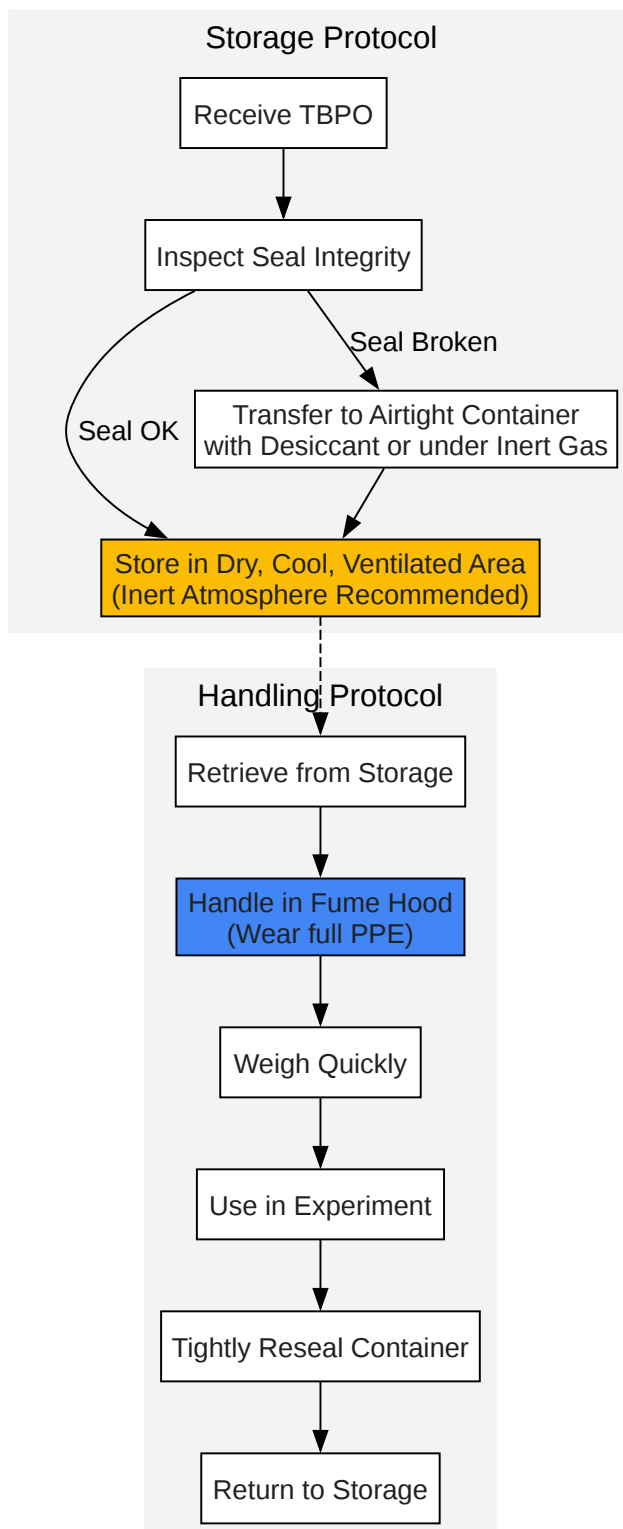 Storage Protocol
Receive TBPO
Inspect Seal Integrity
Seal Broken
Seal OK
Transfer to Airtight Container
with Desiccant or under Inert Gas
Store in Dry, Cool, Ventilated Area
(Inert Atmosphere Recommended)
Handling Protocol
Retrieve from Storage
Handle in Fume Hood
(Wear full PPE)
Weigh Quickly
Use in Experiment
Tightly Reseal Container
Return to Storage